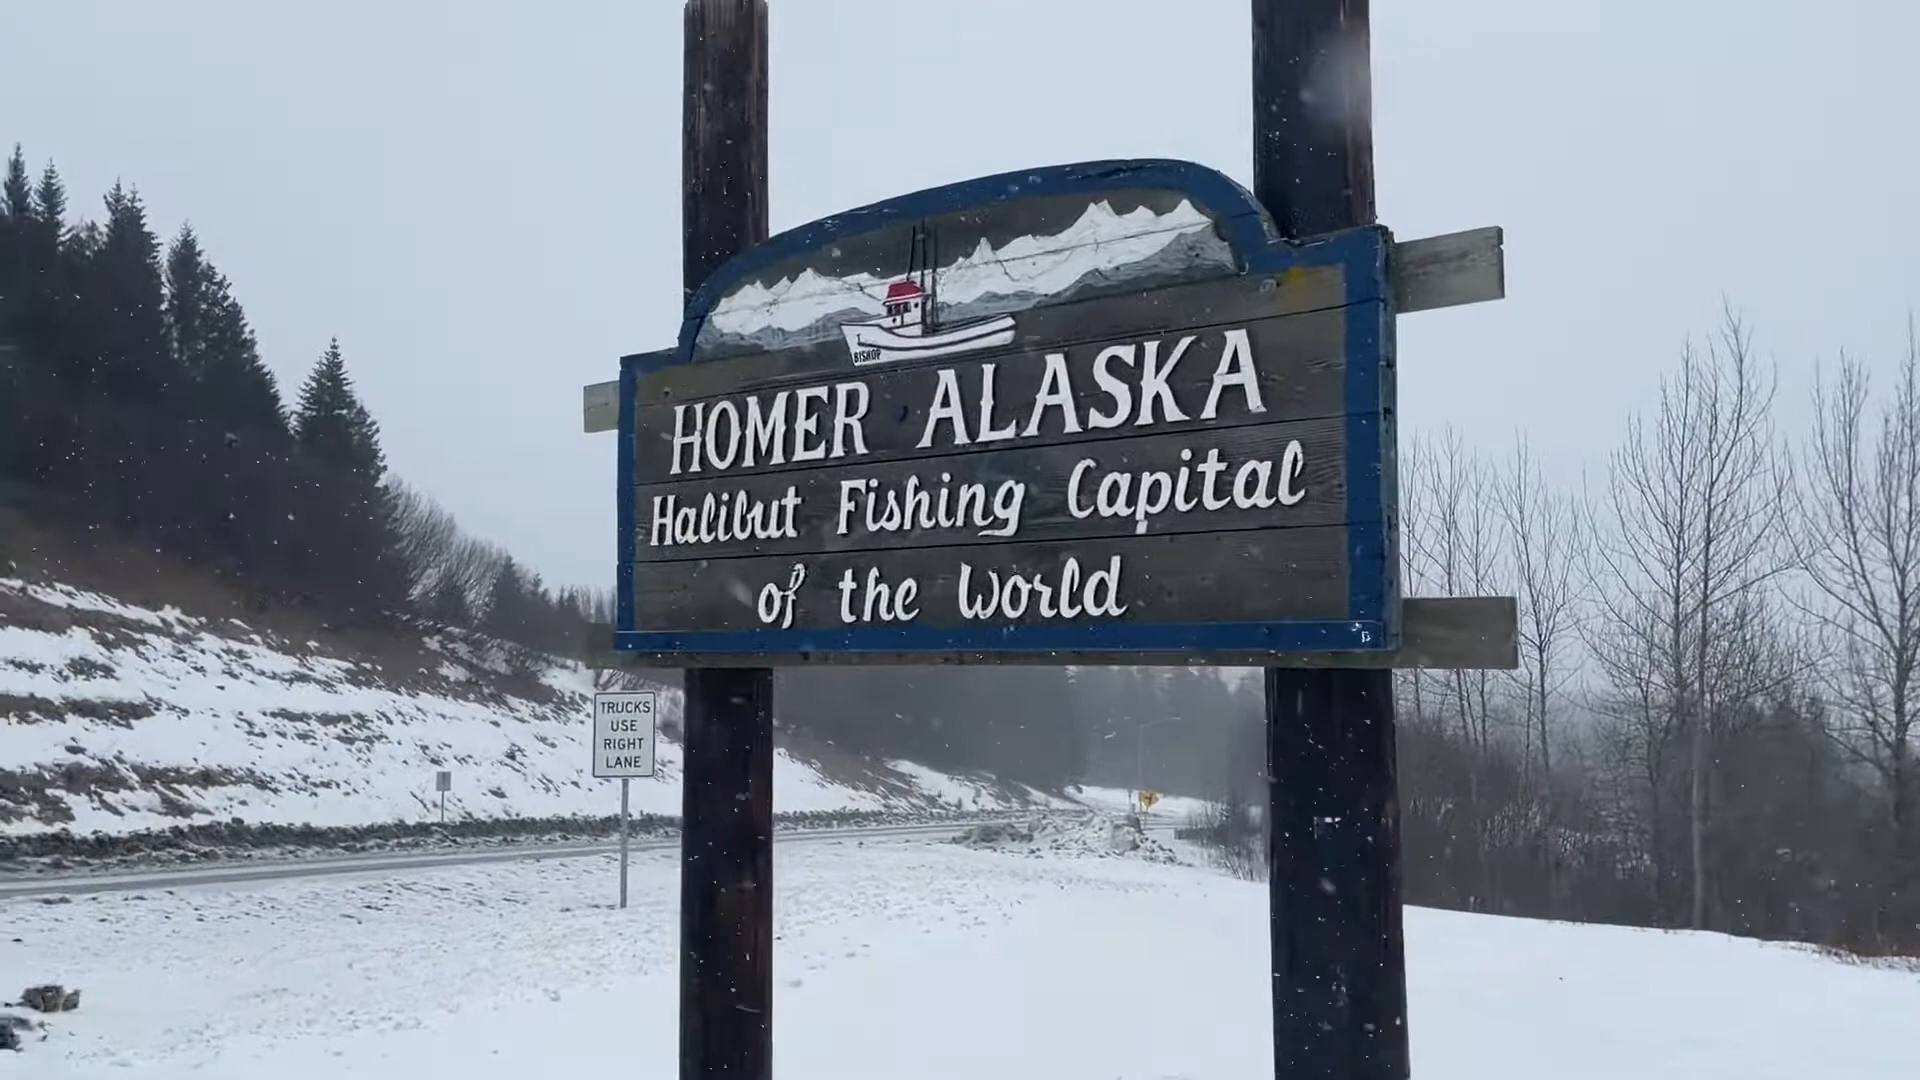 T. BISHOP
HOMER ALASKA
Halibut Fishing Capital
of the World
TRUCKS
USE
RIGHT
LANE